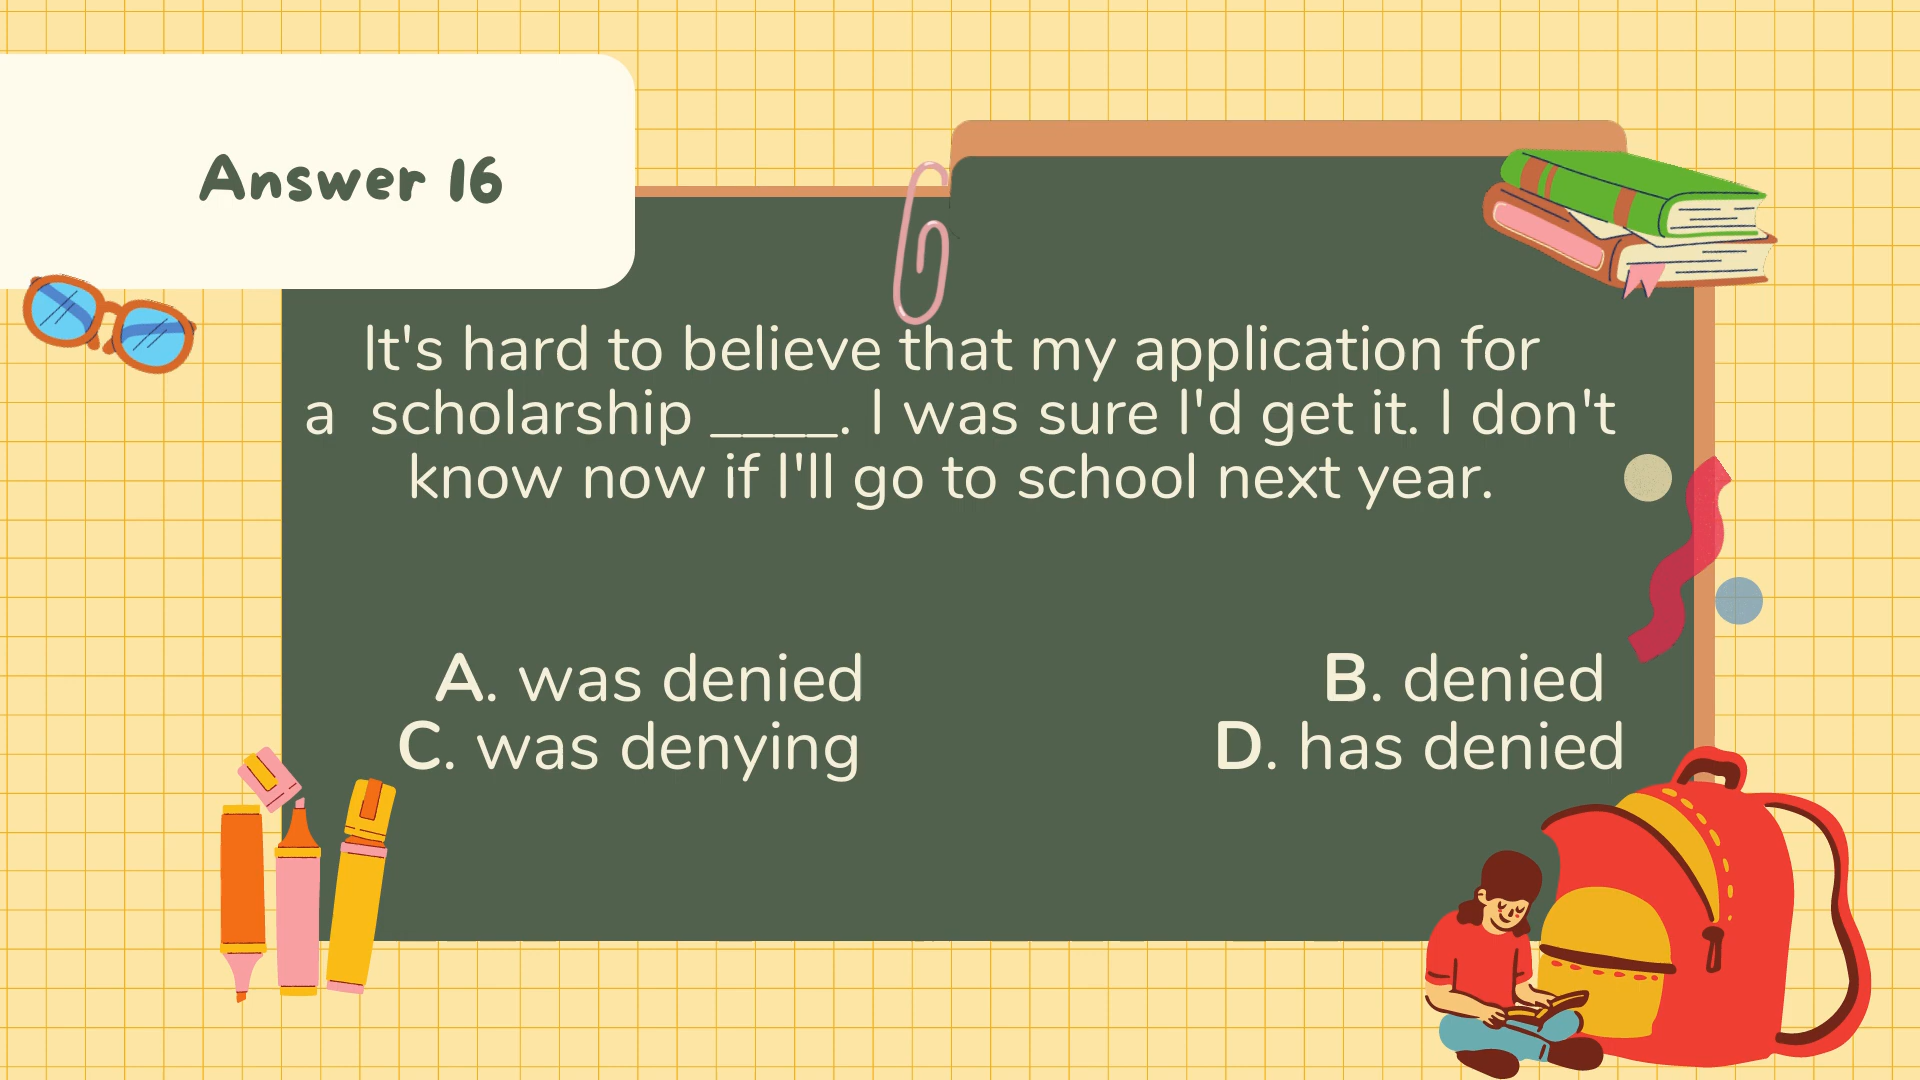 Answer 16
It's hard to believe that my application for
a  scholarship ____. I was sure I'd get it. I don't
know now if I'll go to school next year.
A. was denied B. denied
C. was denying D. has denied